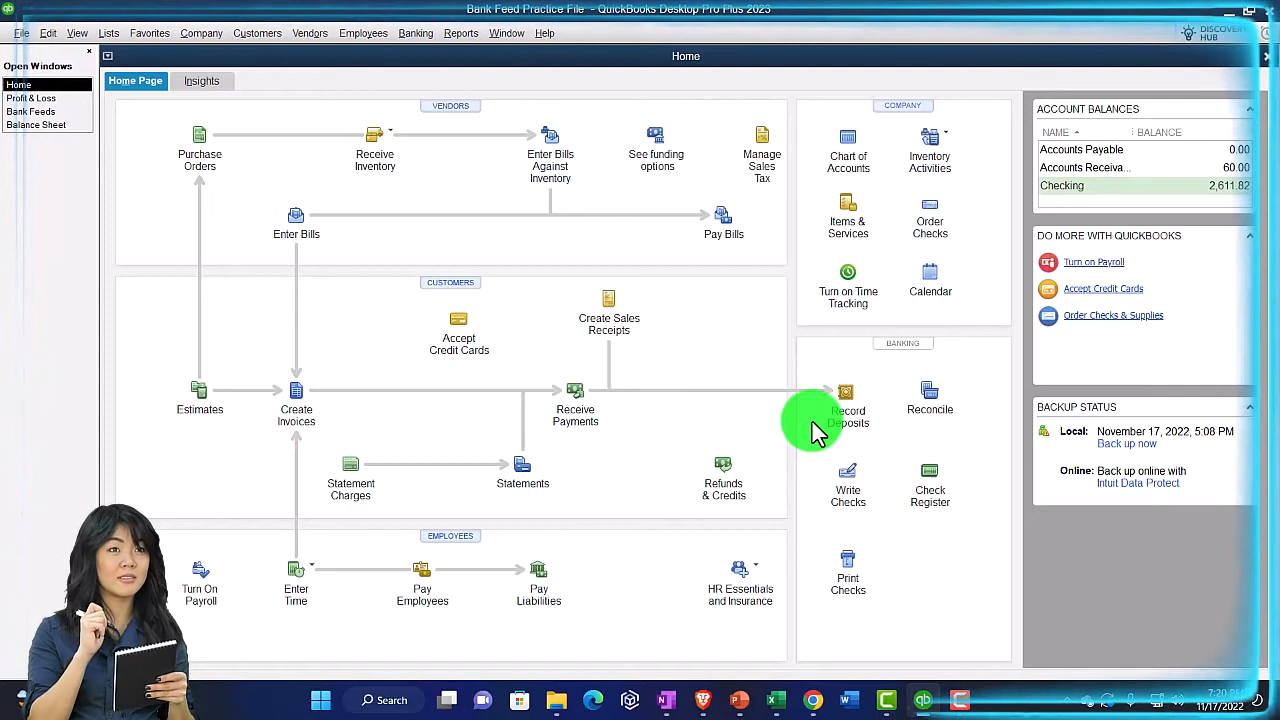 Bank Feed Practice File - QuickBooks Desktop Pro Plus 2023
File Edit View Lists Favorites Company Customers Vendors Employees Banking Reports Window Help
DISCOVER
HUB
Open Windows
Home
Profit & Loss
Bank Feeds
Balance Sheet
Home
Home Page
Insights
VENDORS
Purchase
Orders
Receive
Inventory
Enter Bills
Against
Inventory
See funding
options
Manage
Sales
Tax
Enter Bills
Pay Bills
CUSTOMERS
Create Sales
Receipts
Accept
Credit Cards
Estimates
Create
Invoices
Receive
Payments
Statement
Charges
Statements
Refunds
& Credits
EMPLOYEES
Turn On
Payroll
Enter
Time
Pay
Employees
Pay
Liabilities
HR Essentials
and Insurance
COMPANY
Chart of
Accounts
Inventory
Activities
Items &
Services
Order
Checks
Turn on Time
Tracking
Calendar
BANKING
Record
Deposits
Reconcile
Write
Checks
Check
Register
Print
Checks
ACCOUNT BALANCES
NAME BALANCE
Accounts Payable 0.00
Accounts Receiva... 60.00
Checking 2,611.82
DO MORE WITH QUICKBOOKS
Turn on Payroll
Accept Credit Cards
Order Checks & Supplies
BACKUP STATUS
Local: November 17, 2022, 5:08 PM
Back up now
Online: Back up online with
Intuit Data Protect
Search
7:20 PM
11/17/2022